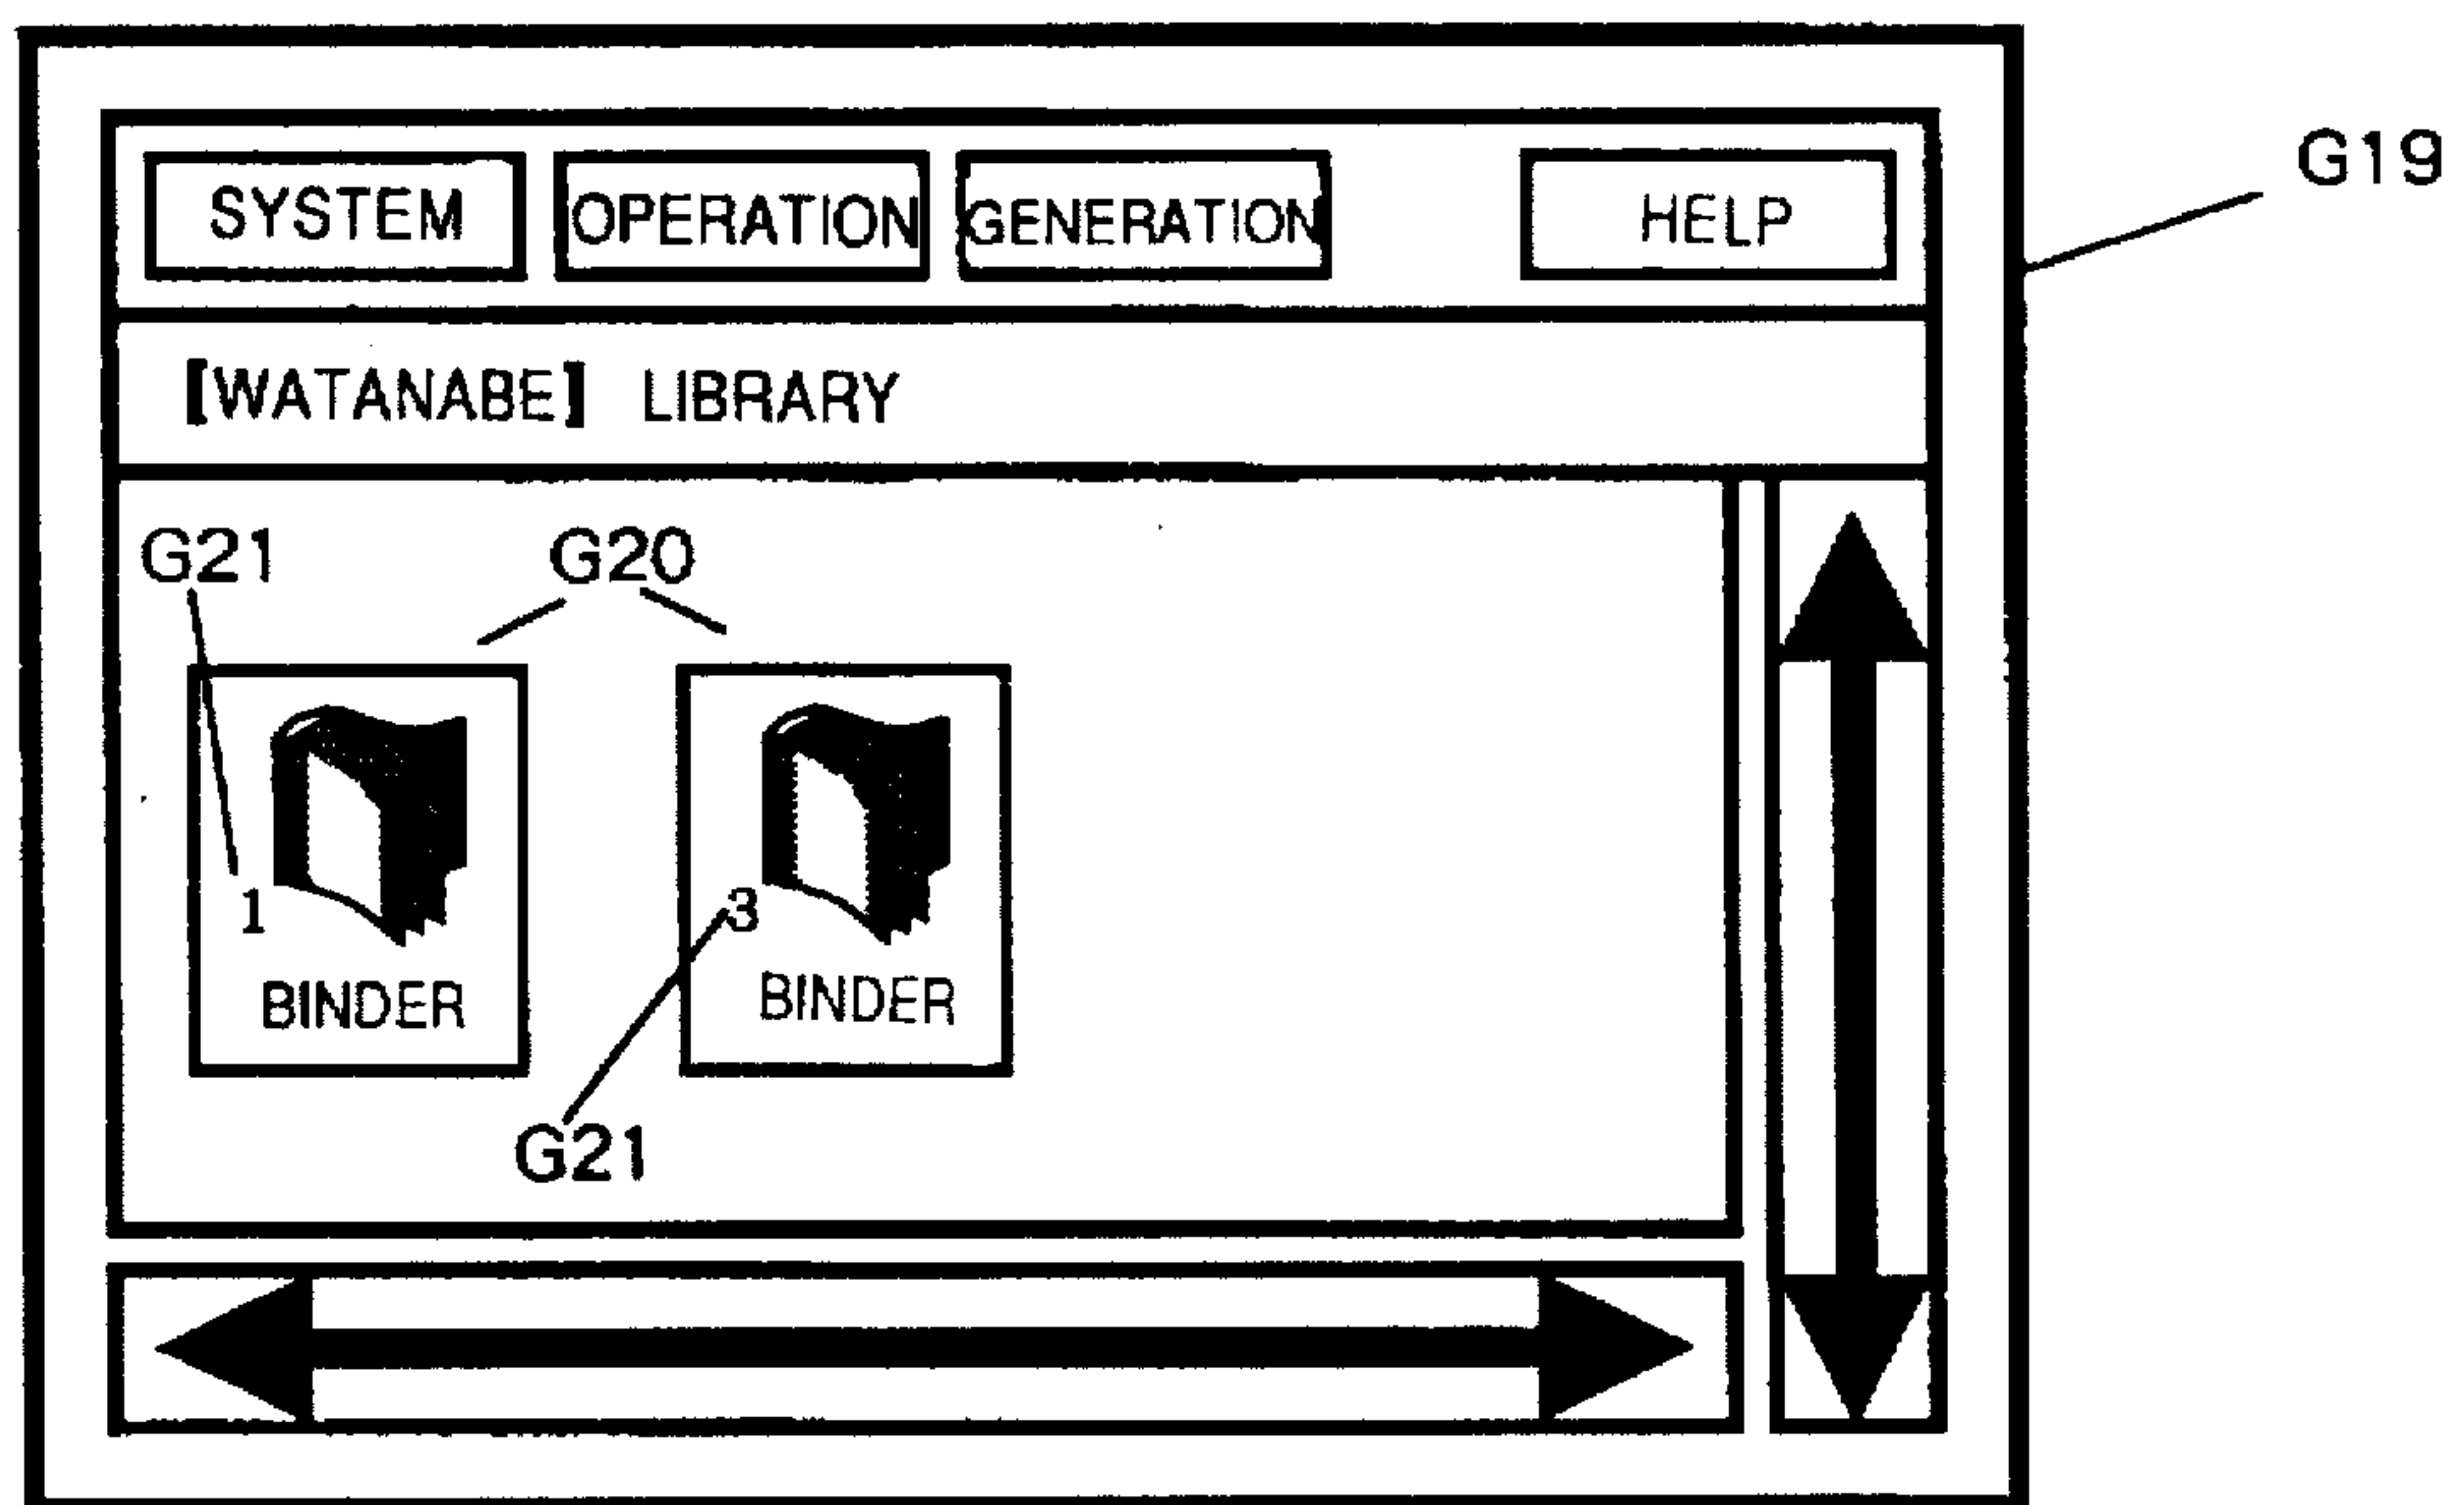 G19
SYSTEM OPERATION GENERATION HELP
[WATANABE] LIBRARY
G21 G20
1 3
BINDER BINDER
G21